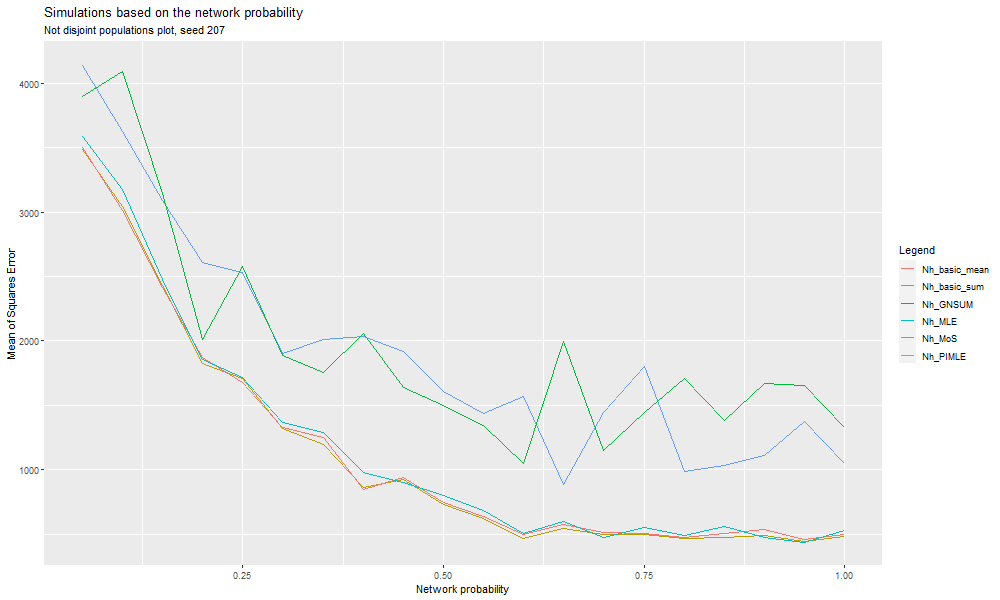 Simulations based on the network probability
Not disjoint populations plot, seed 207
Mean of Squares Error
4000
3000
2000
1000
0.25
0.50
0.75
1.00
Network probability
Legend
Nh_basic_mean
Nh_basic_sum
Nh_GNSUM
Nh_MLE
Nh_MoS
Nh_PIMLE